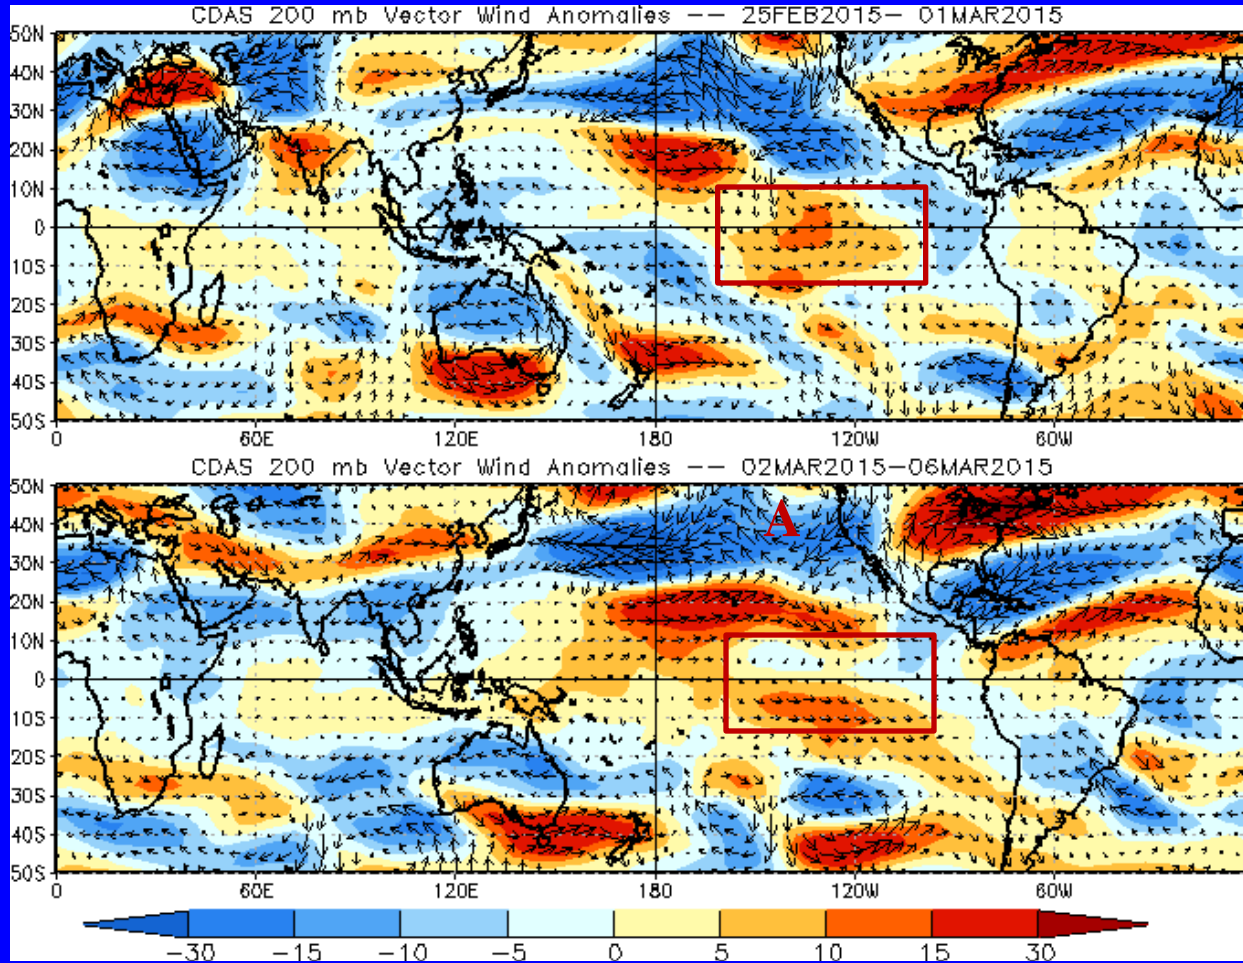 CDAS 200 mb Vector Wind Anomalies -- 25FEB2015- 01MAR2015
50N
40N
30N
20N
10N
0
10S
20S
30S
40S
50S
0 60E 120E 180 120W 60W
CDAS 200 mb Vector Wind Anomalies -- 02MAR2015-06MAR2015
50N
A
40N
30N
20N
10N
0
10S
20S
30S
40S
50S
0 60E 120E 180 120W 60W
-30 -15 -10 -5 0 5 10 15 30